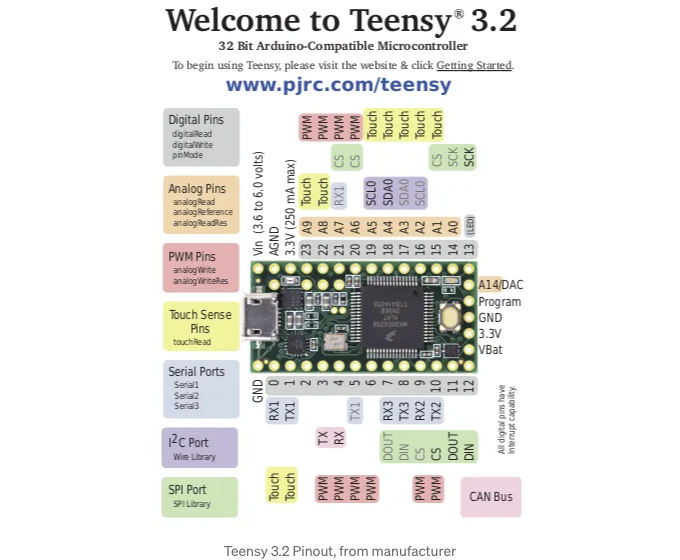 Welcome to Teensy® 3.2
32 Bit Arduino-Compatible Microcontroller
To begin using Teensy, please visit the website & click Getting Started.
www.pjrc.com/teensy
Digital Pins
digitalRead
digitalWrite
pinMode
Analog Pins
analogRead
analogReference
analogReadRes
PWM Pins
analogWrite
analogWriteRes
Touch Sense
Pins
touchRead
Serial Ports
Serial1
Serial2
Serial3
I²C Port
Wire Library
SPI Port
SPI Library
PWM PWM PWM PWM Touch Touch Touch Touch Touch
CS CS CS SCK SCK
Touch Touch RX1 SCL0 SDA0 SDA0 SCL0
Vin (3.6 to 6.0 volts)
AGND
3.3V (250 mA max)
A9 A8 A7 A6 A5 A4 A3 A2 A1 A0 (LED)
23 22 21 20 19 18 17 16 15 14 13
A14/DAC
Program
GND
3.3V
VBat
GND 0 1 2 3 4 5 6 7 8 9 10 11 12
RX1 TX1 TX1 RX3 TX3 RX2 TX2
TX RX DOUT DIN CS CS DOUT DIN
Touch Touch PWM PWM PWM PWM PWM PWM
All digital pins have
Interrupt capability.
CAN Bus
Teensy 3.2 Pinout, from manufacturer